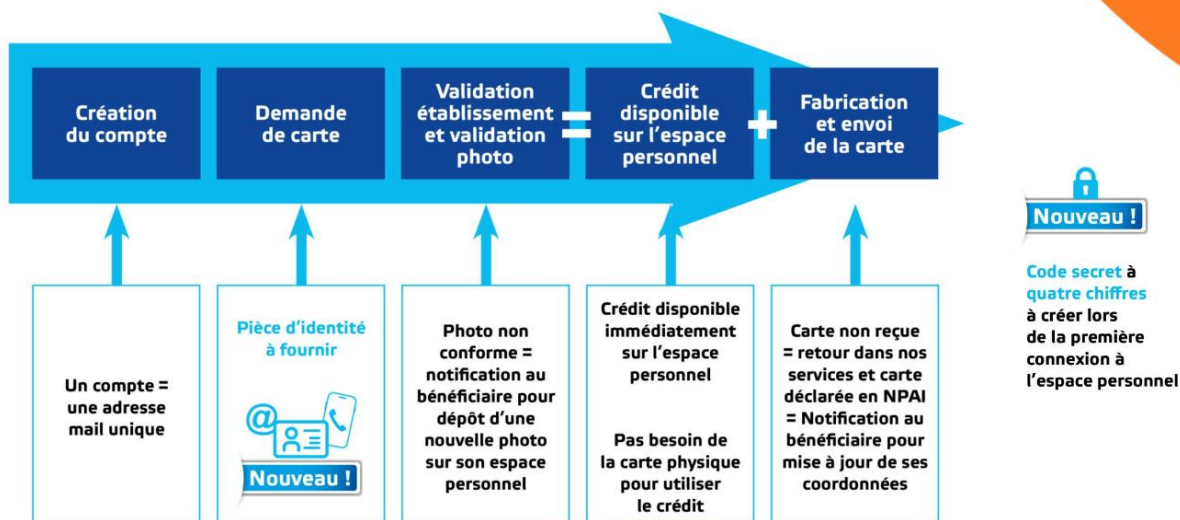 Création
du compte
Demande
de carte
Validation
établissement
et validation
photo
=
Crédit
disponible
sur l’espace
personnel
+
Fabrication
et envoi
de la carte
Un compte =
une adresse
mail unique
Pièce d’identité
à fournir
@
Nouveau !
Photo non
conforme =
notification au
bénéficiaire pour
dépôt d’une
nouvelle photo
sur son espace
personnel
Crédit disponible
immédiatement
sur l’espace
personnel
Pas besoin de
la carte physique
pour utiliser
le crédit
Carte non reçue
= retour dans nos
services et carte
déclarée en NPAI
= Notification au
bénéficiaire pour
mise à jour de ses
coordonnées
Nouveau !
Code secret à
quatre chiffres
à créer lors
de la première
connexion à
l’espace personnel